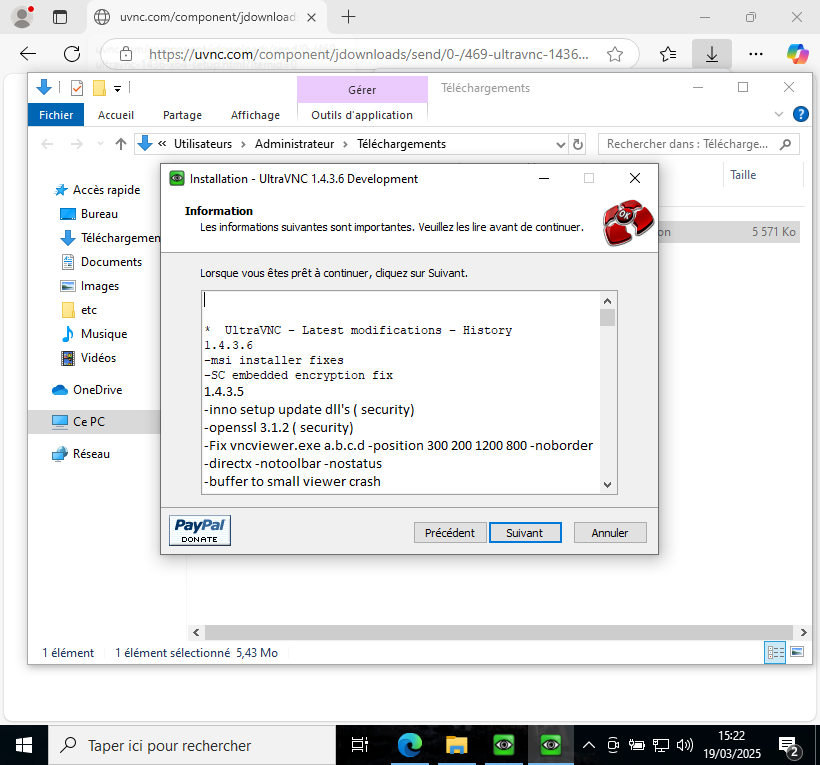 uvnc.com/component/jdownload
https://uvnc.com/component/jdownloads/send/0-/469-ultravnc-1436...
Gérer
Téléchargements
Fichier
Accueil
Partage
Affichage
Outils d'application
« Utilisateurs > Administrateur > Téléchargements
Rechercher dans : Télécharge...
Accès rapide
Bureau
Téléchargemen
Documents
Images
etc
Musique
Vidéos
OneDrive
Ce PC
Réseau
Taille
on
5 571 Ko
Installation - UltraVNC 1.4.3.6 Development
Information
Les informations suivantes sont importantes. Veuillez les lire avant de continuer.
OK
Lorsque vous êtes prêt à continuer, cliquez sur Suivant.
* UltraVNC - Latest modifications - History
1.4.3.6
-msi installer fixes
-SC embedded encryption fix
1.4.3.5
-inno setup update dll's ( security)
-openssl 3.1.2 ( security)
-Fix vncviewer.exe a.b.c.d -position 300 200 1200 800 -noborder
-directx -notoolbar -nostatus
-buffer to small viewer crash
PayPal
DONATE
Précédent
Suivant
Annuler
1 élément
1 élément sélectionné 5,43 Mo
Taper ici pour rechercher
15:22
19/03/2025
2